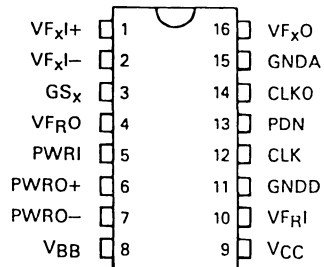 VFxI+ 1 16 VFxO
VFxI− 2 15 GNDA
GSx 3 14 CLK0
VFRO 4 13 PDN
PWRI 5 12 CLK
PWRO+ 6 11 GNDD
PWRO− 7 10 VFRI
VBB 8 9 VCC